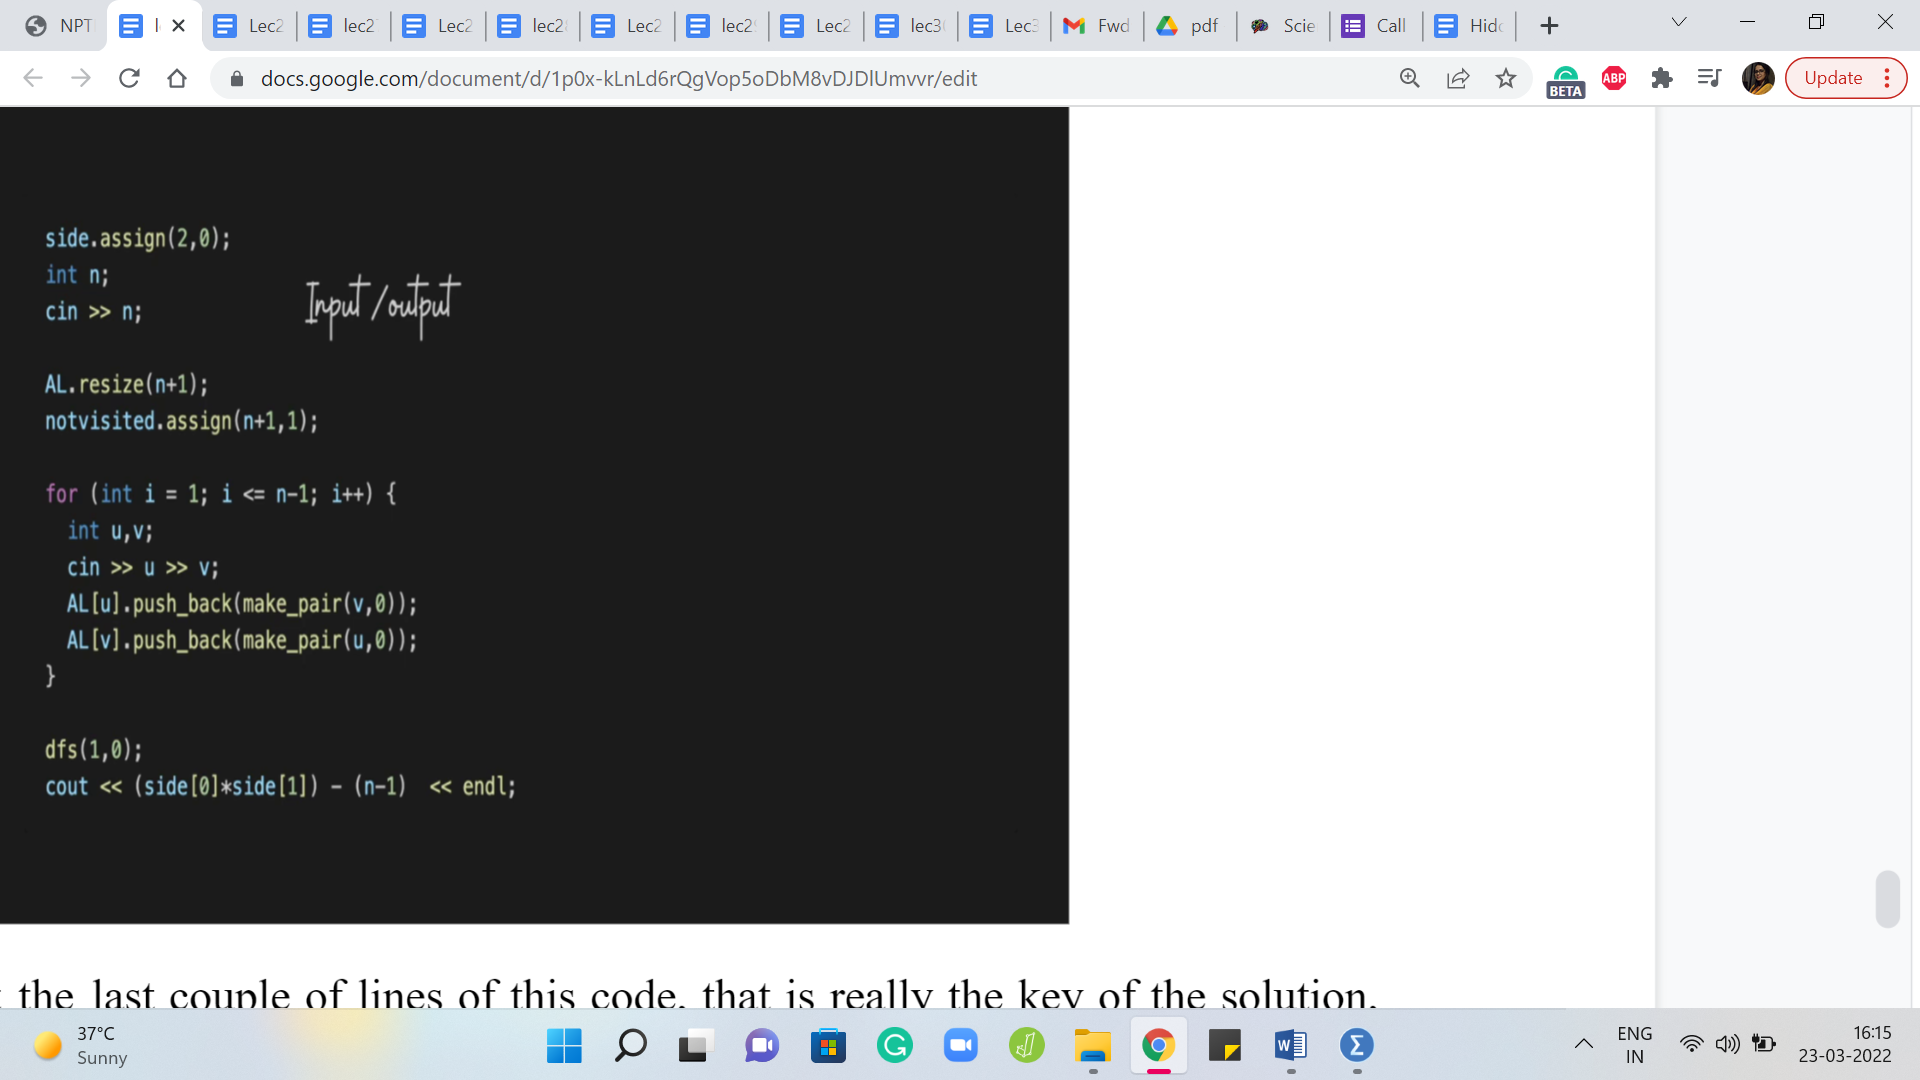 NPT
l
Lec2
lec2
Lec2
lec2
Lec2
lec2
Lec2
lec3
Lec3
Fwd
pdf
Scie
Call
Hid
docs.google.com/document/d/1p0x-kLnLd6rQgVop5oDbM8vDJDlUmvvr/edit
BETA
ABP
Update
side.assign(2,0);
int n;
cin >> n;
Input/output
AL.resize(n+1);
notvisited.assign(n+1,1);
for (int i = 1; i <= n-1; i++) {
int u,v;
cin >> u >> v;
AL[u].push_back(make_pair(v,0));
AL[v].push_back(make_pair(u,0));
}
dfs(1,0);
cout << (side[0]*side[1]) - (n-1) << endl;
the last couple of lines of this code, that is really the key of the solution.
37°C
Sunny
ENG
IN
16:15
23-03-2022